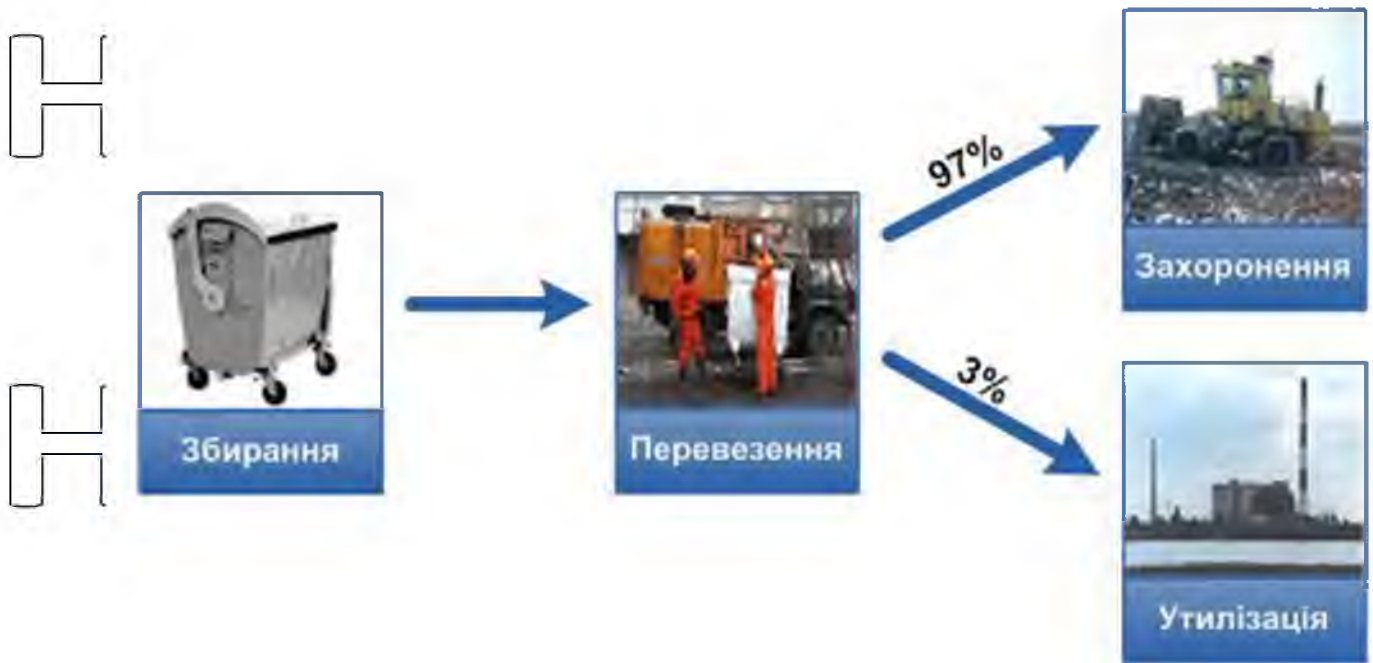 Збирання
Перевезення
97%
Захоронення
3%
Утилізація